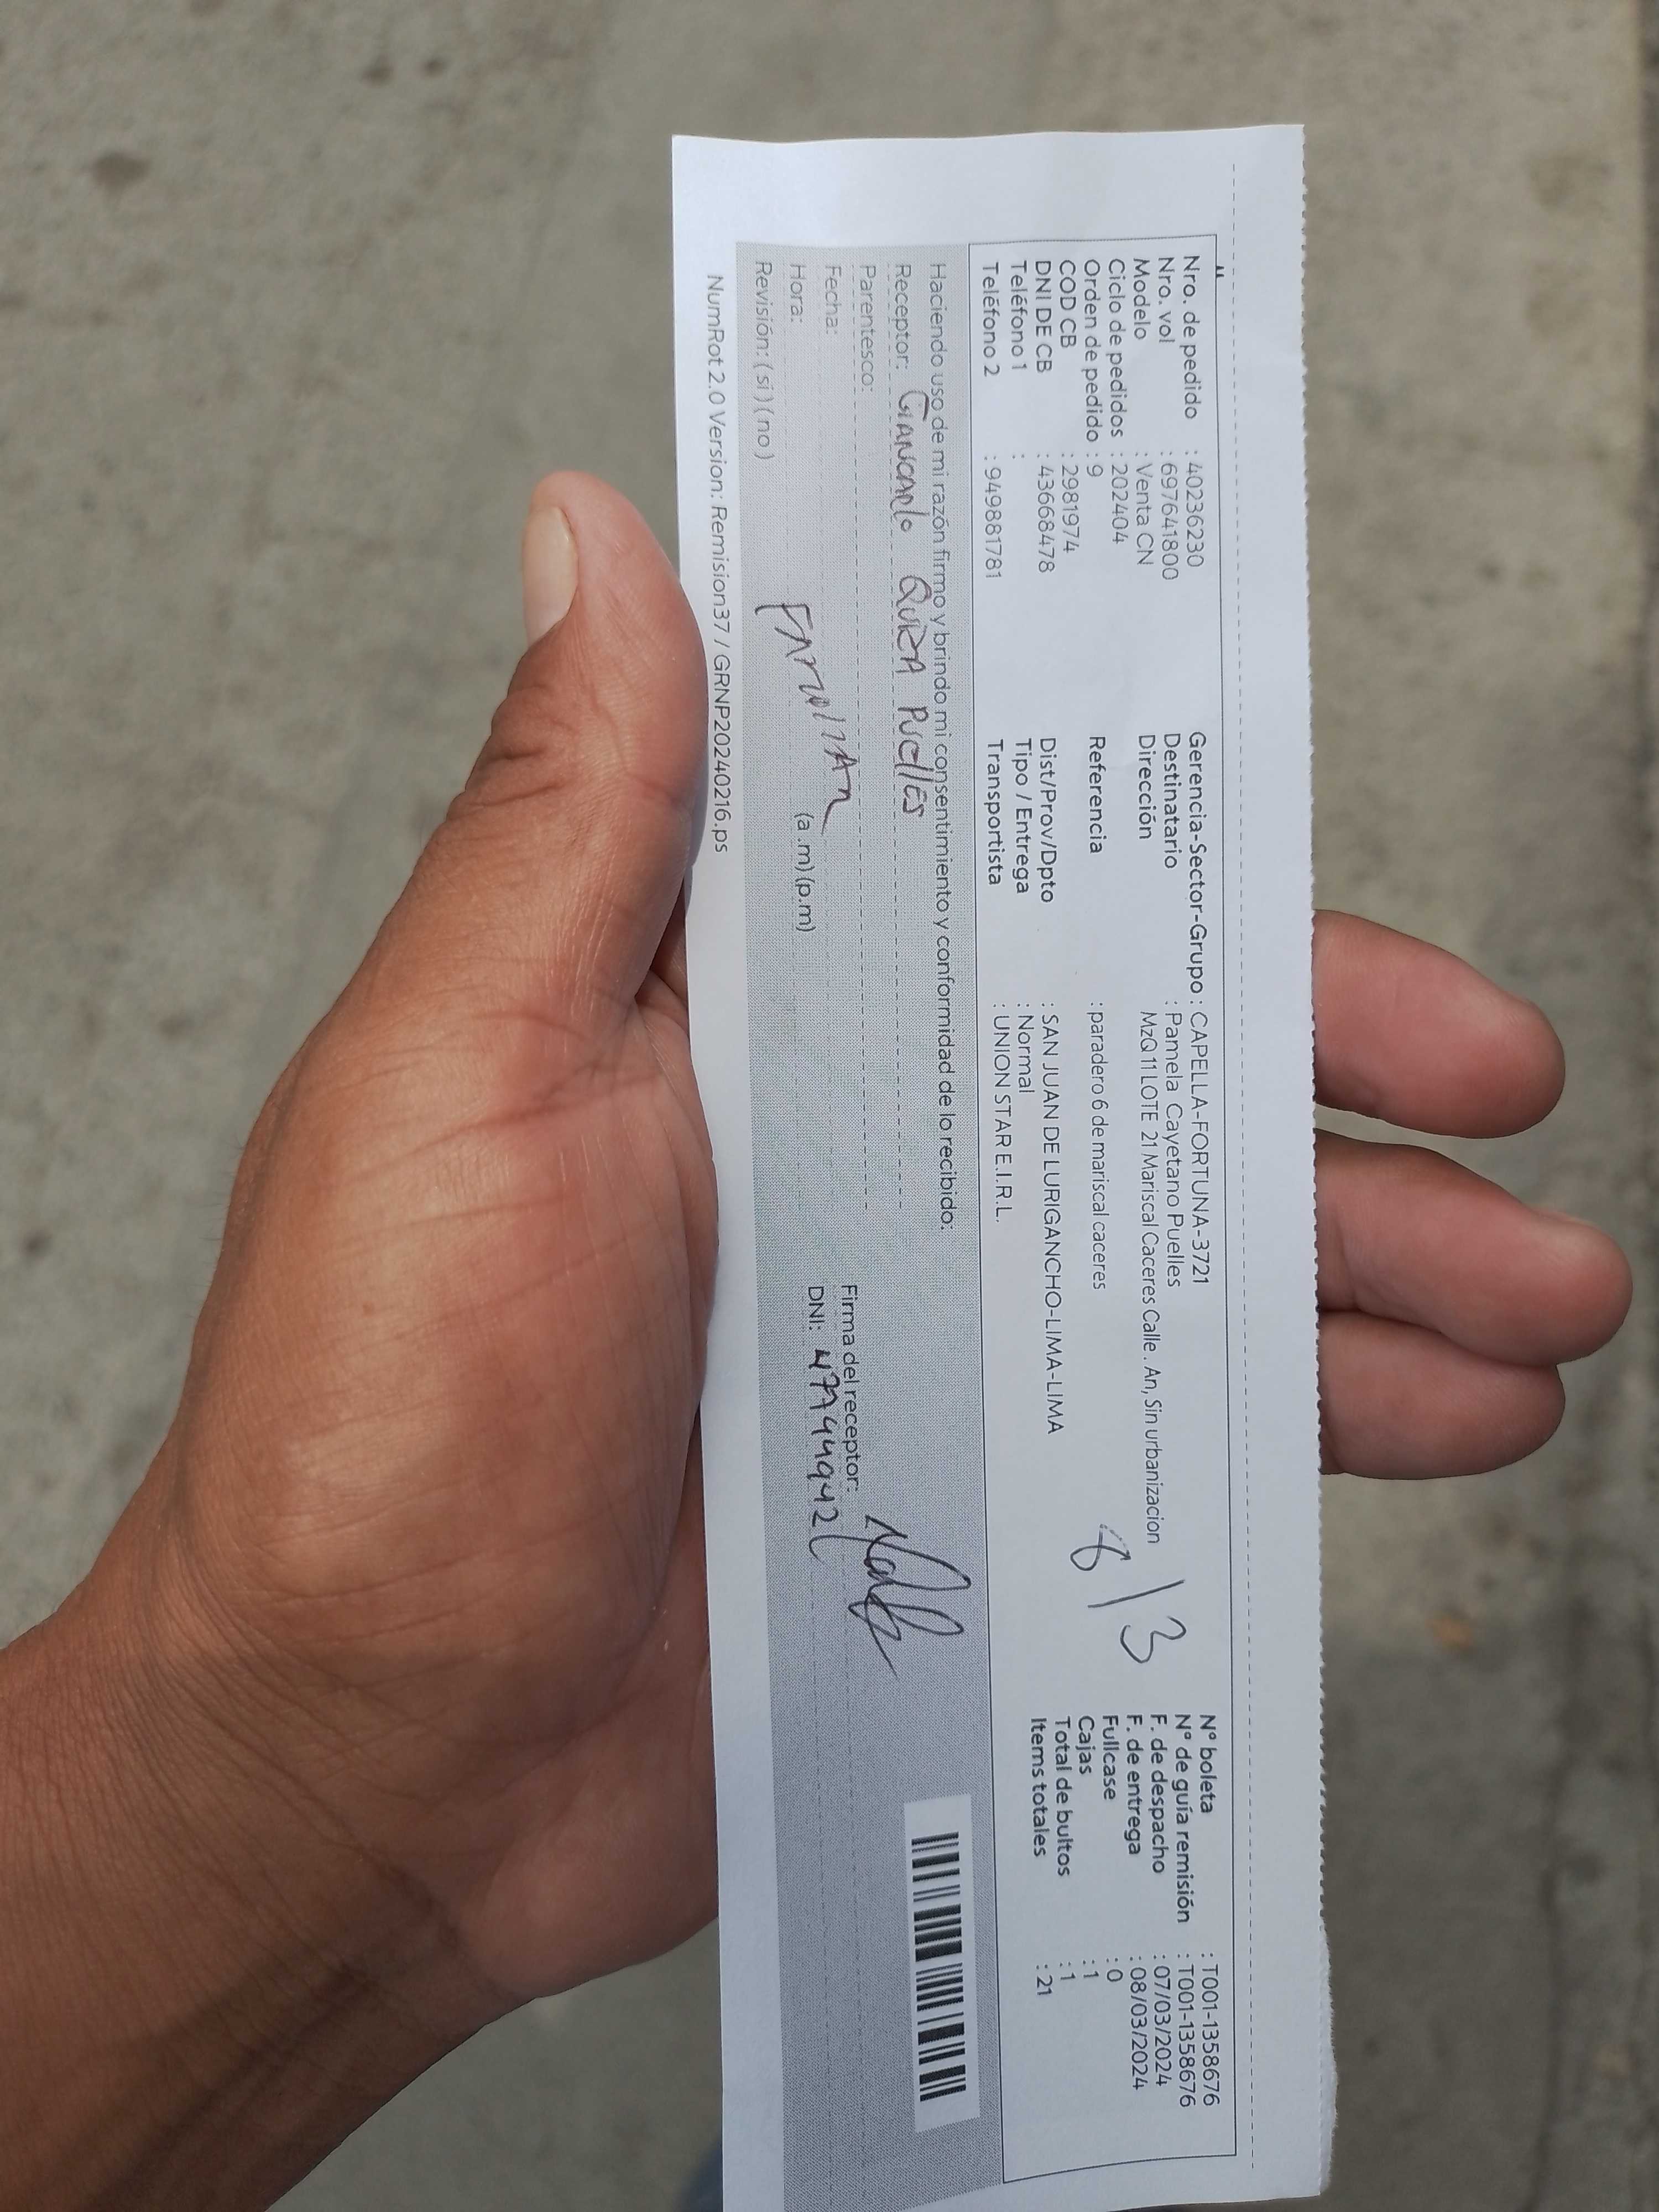 Nro. de pedido : 40236230
Nro. vol : 697641800
Modelo : Venta CN
Ciclo de pedidos : 202404
Orden de pedido : 9
COD CB : 2981974
DNI DE CB : 43668478
Teléfono 1 :
Teléfono 2 : 949881781
Gerencia-Sector-Grupo : CAPELLA-FORTUNA-3721
Destinatario : Pamela Cayetano Puelles
Dirección MzQ 11 LOTE 21 Mariscal Caceres Calle . An, Sin urbanizacion
Referencia : paradero 6 de mariscal caceres
Dist/Prov/Dpto : SAN JUAN DE LURIGANCHO-LIMA-LIMA
Tipo / Entrega : Normal
Transportista : UNION STAR E.I.R.L.
8/3
N° boleta : T001-1358676
N° de guía remisión : T001-1358676
F. de despacho : 07/03/2024
F. de entrega : 08/03/2024
Fullcase : 0
Cajas : 1
Total de bultos : 1
Items totales : 21
Haciendo uso de mi razón firmo y brindo mi consentimiento y conformidad de lo recibido:
Receptor: Giancarlo PUCllES
Parentesco:
Fecha:
Hora: (a .m) (p.m)
Revisión: ( si ) ( no )
Firma del receptor:
DNI: 47744942
NumRot 2.0 Version: Remision37 / GRNP20240216.ps